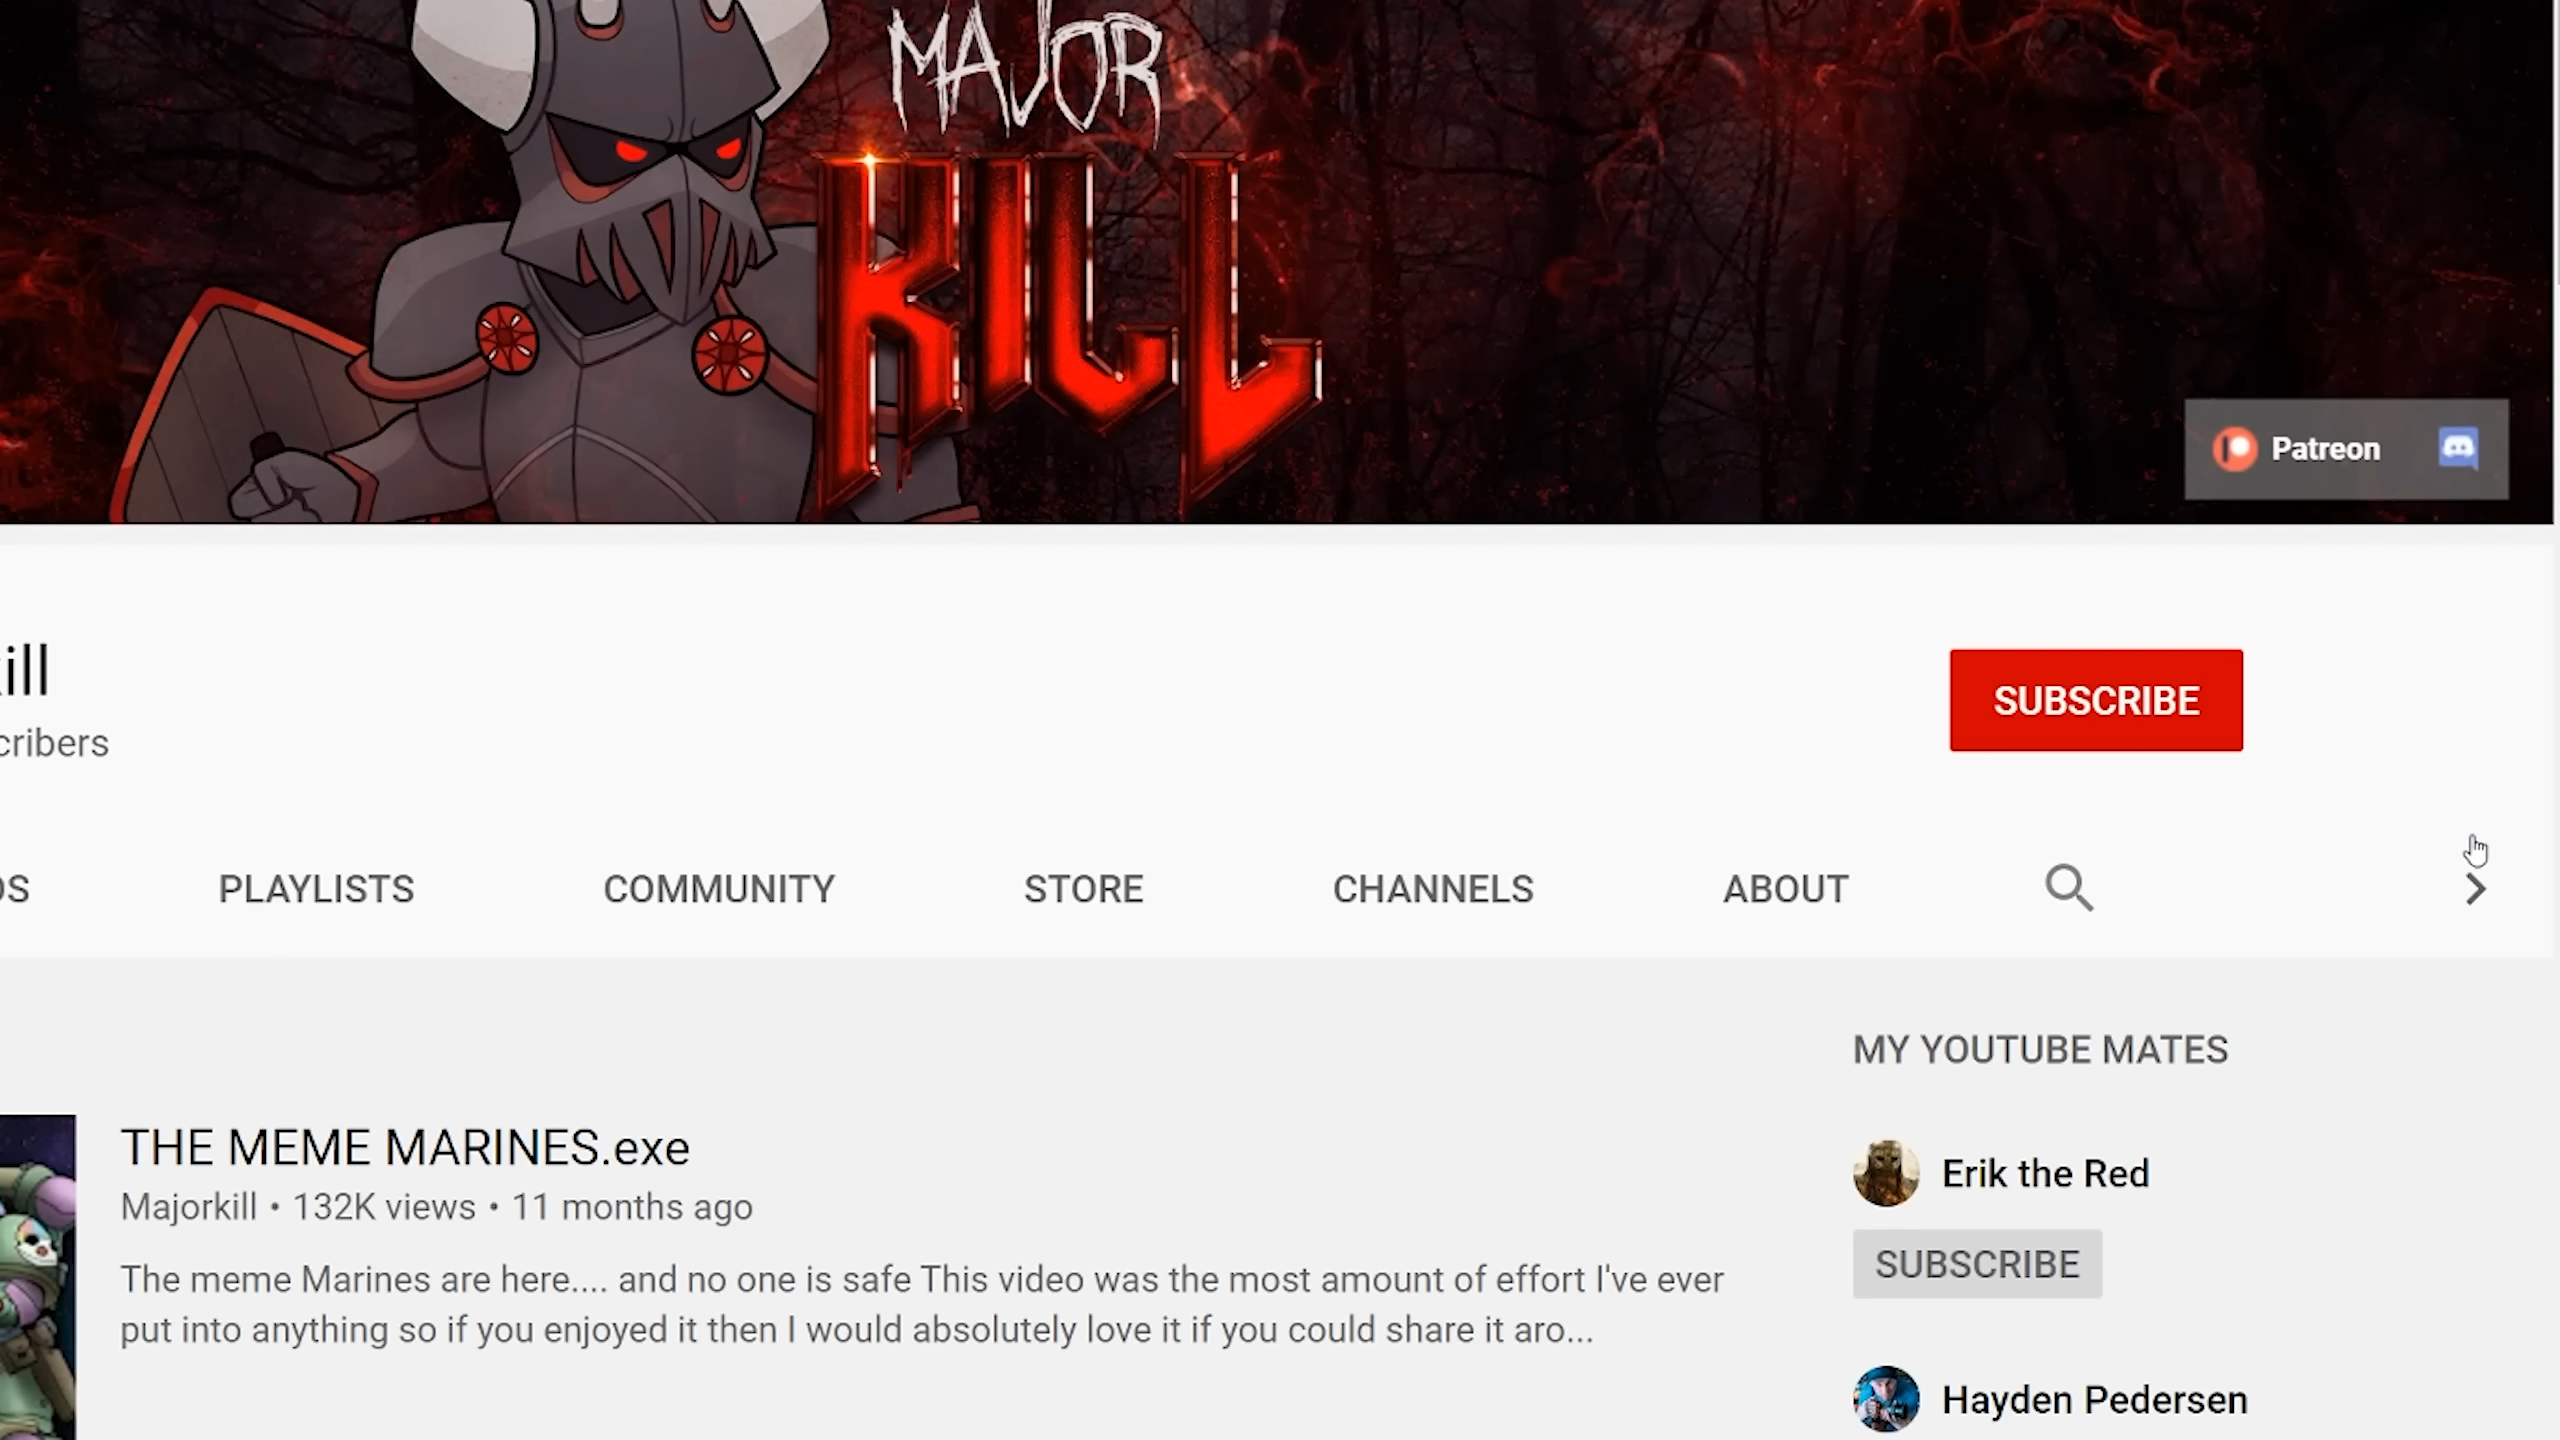 MAJOR
KILL
Patreon
ill
cribers
SUBSCRIBE
OS
PLAYLISTS
COMMUNITY
STORE
CHANNELS
ABOUT
MY YOUTUBE MATES
THE MEME MARINES.exe
Majorkill • 132K views • 11 months ago
The meme Marines are here.... and no one is safe This video was the most amount of effort I've ever
put into anything so if you enjoyed it then I would absolutely love it if you could share it aro...
Erik the Red
SUBSCRIBE
Hayden Pedersen